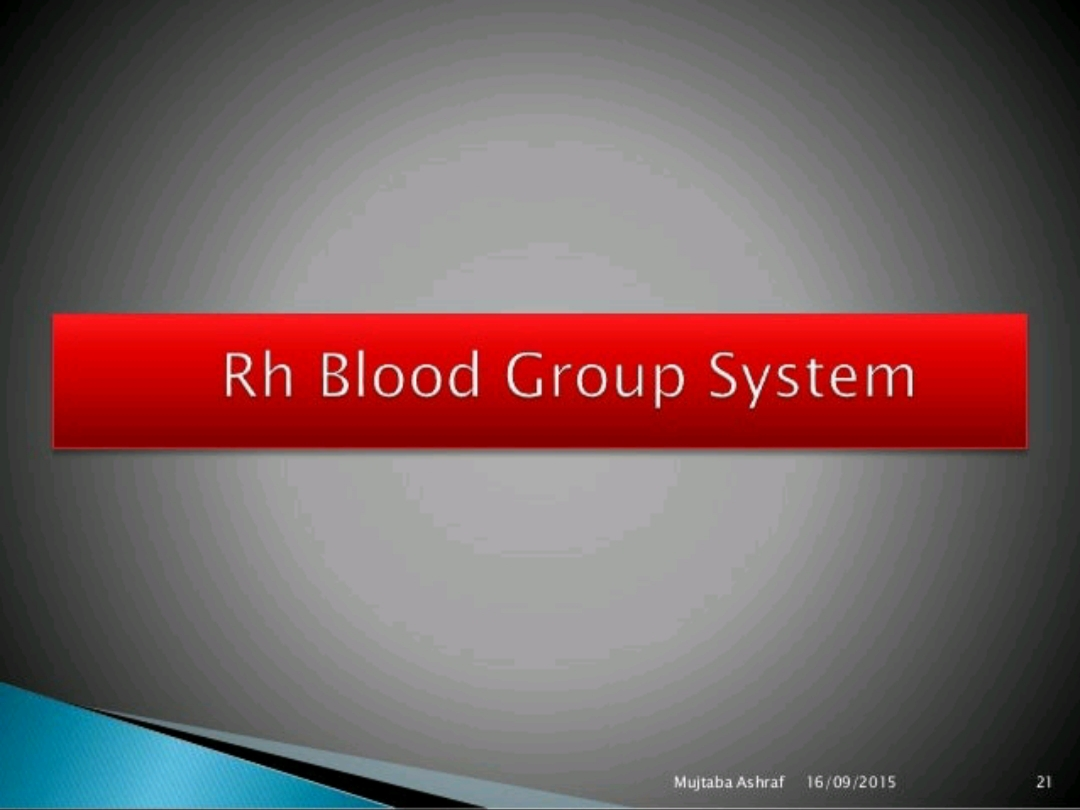 Rh Blood Group System
Mujtaba Ashraf 16/09/2015 21